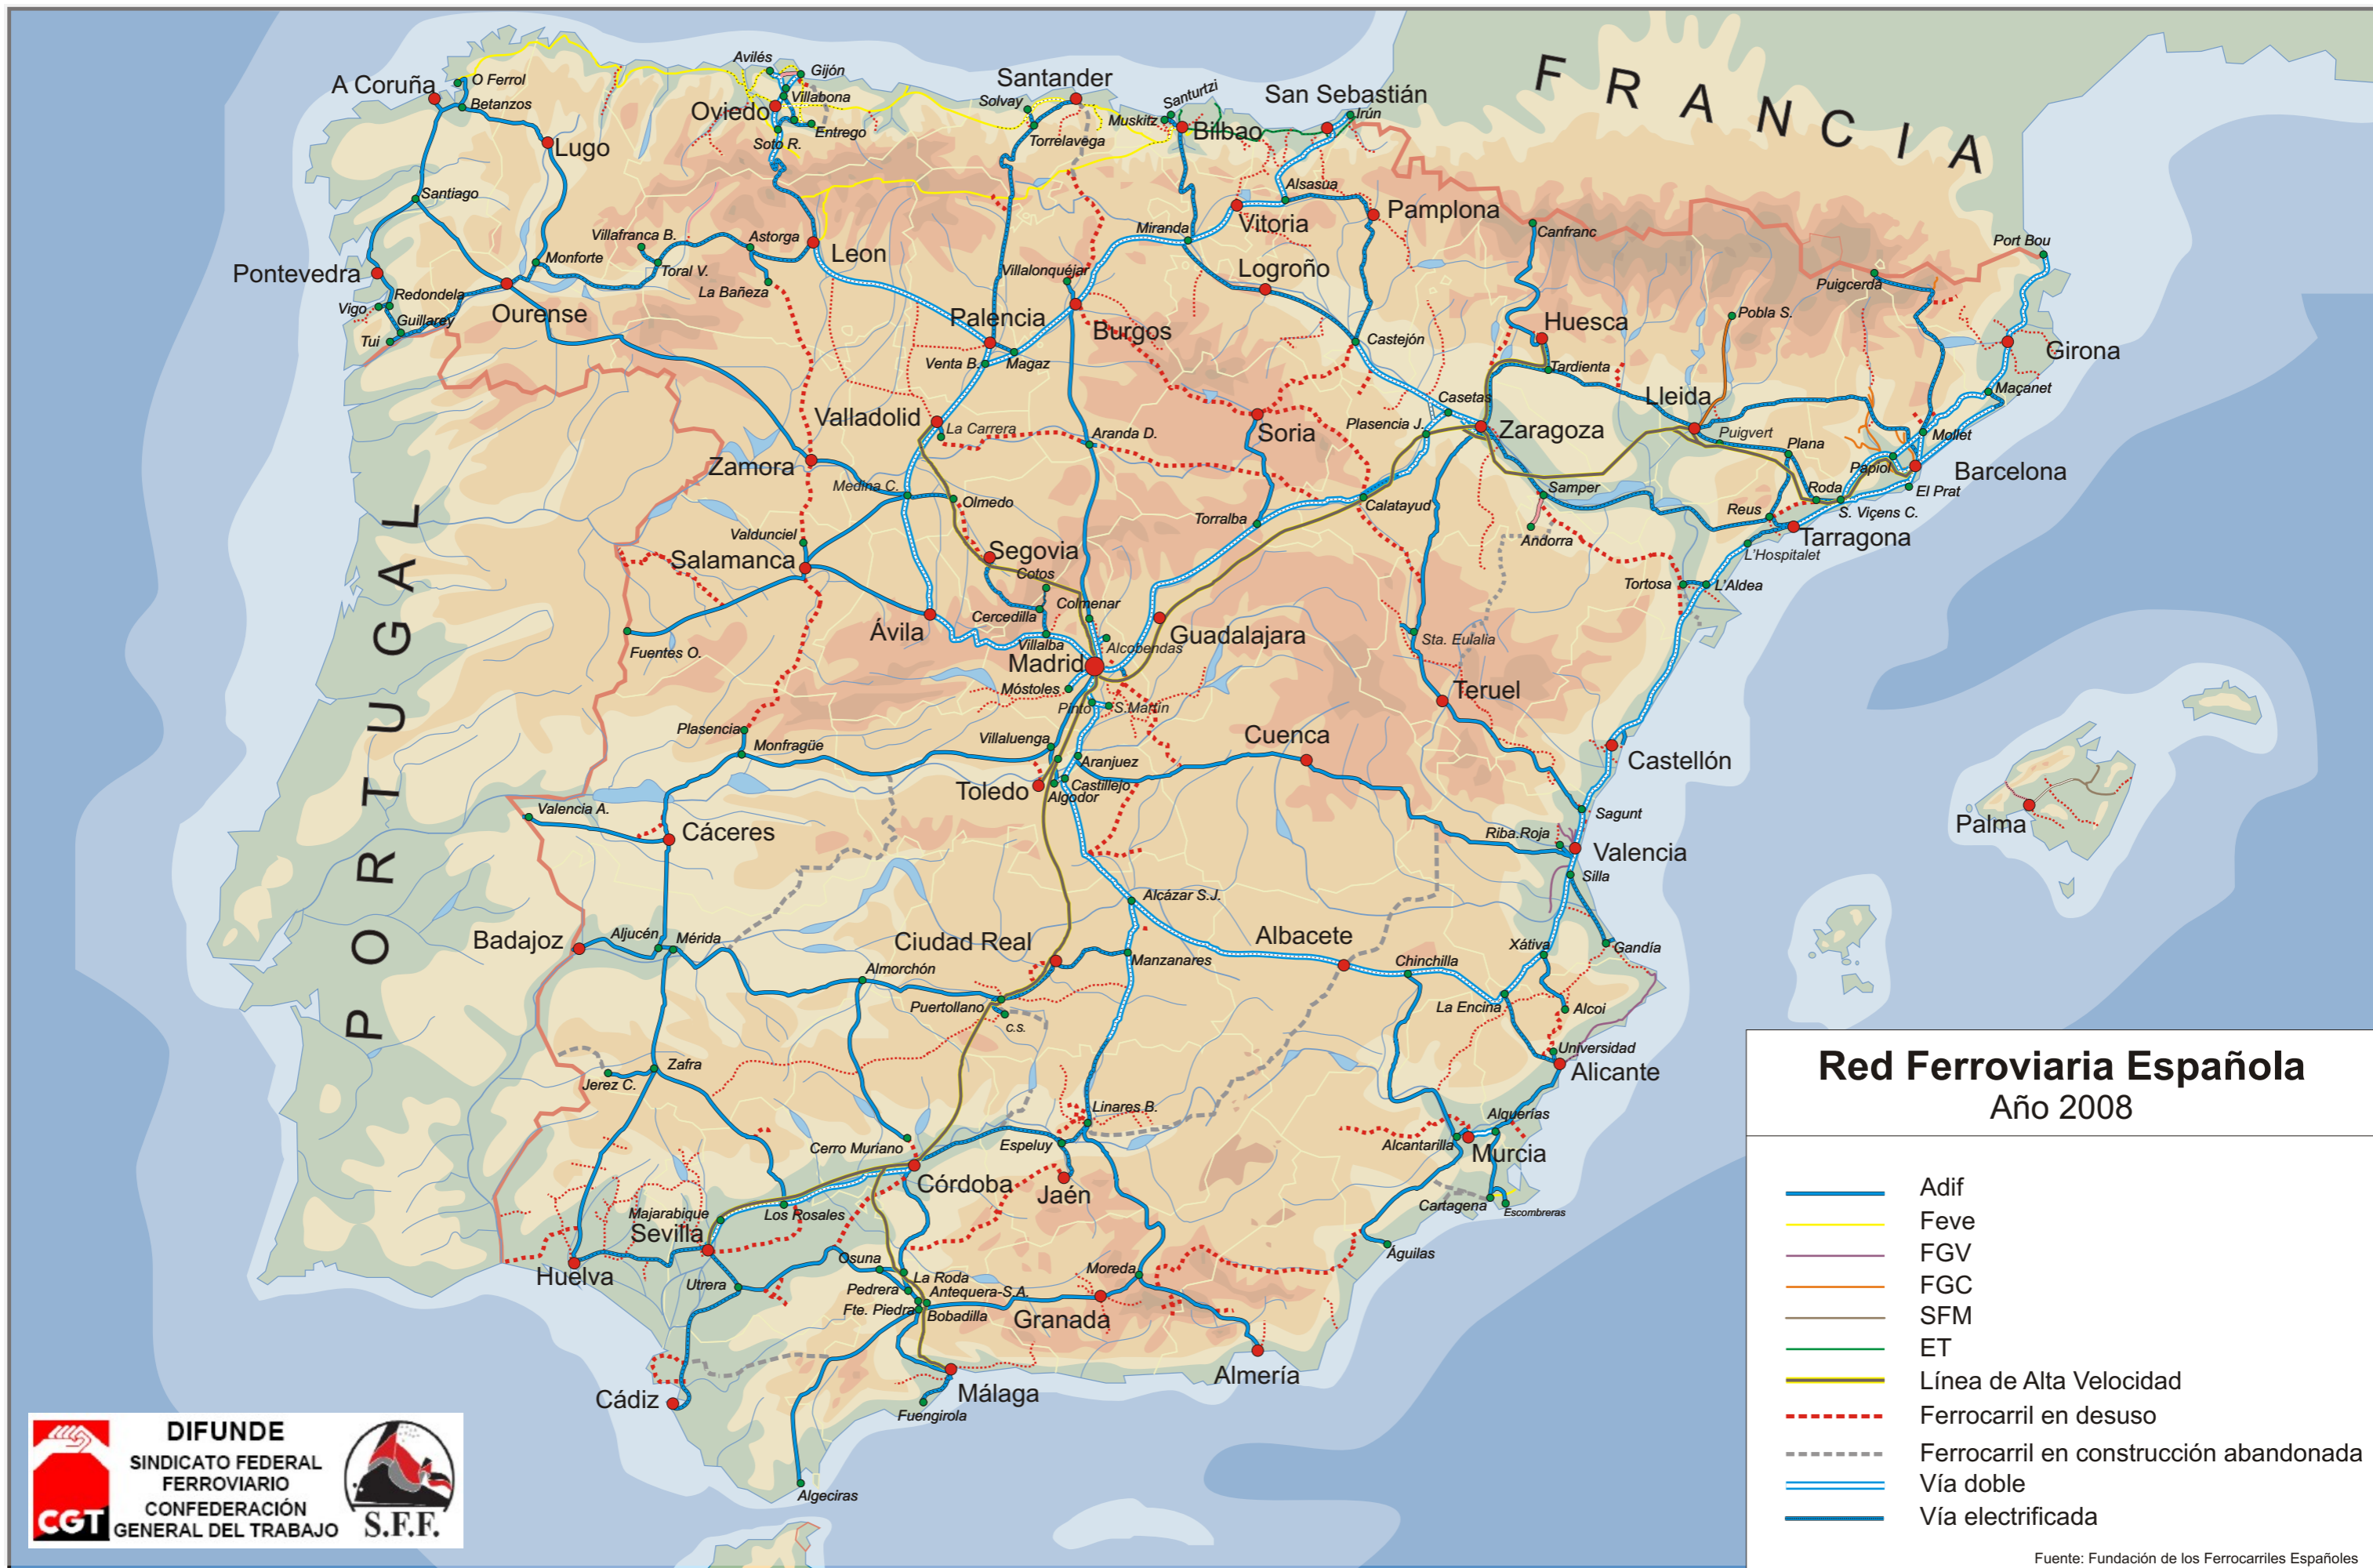 FRANCIA
PORTUGAL
A Coruña
O Ferrol
Betanzos
Lugo
Santiago
Pontevedra
Redondela
Vigo
Guillarey
Tui
Ourense
Monforte
Villafranca B.
Toral V.
Astorga
La Bañeza
Leon
Avilés
Gijón
Villabona
Oviedo
Entrego
Soto R.
Santander
Solvay
Torrelavega
Muskitz
Santurtzi
Bilbao
San Sebastián
Irún
Alsasua
Vitoria
Pamplona
Miranda
Logroño
Villalonquéjar
Burgos
Palencia
Venta B.
Magaz
Castejón
Canfranc
Huesca
Tardienta
Pobla S.
Puigcerda
Port Bou
Girona
Maçanet
Lleida
Puigvert
Plana
Mollet
Papiol
Barcelona
El Prat
Roda
S. Viçens C.
Reus
Tarragona
L'Hospitalet
Tortosa
L'Aldea
Casetas
Plasencia J.
Zaragoza
Samper
Andorra
Calatayud
Soria
Torralba
Valladolid
La Carrera
Aranda D.
Zamora
Medina C.
Olmedo
Valdunciel
Salamanca
Fuentes O.
Segovia
Cotos
Colmenar
Cercedilla
Villalba
Ávila
Alcobendas
Guadalajara
Madrid
Móstoles
Pinto
S.Martín
Sta. Eulalia
Teruel
Plasencia
Monfragüe
Villaluenga
Aranjuez
Castillejo
Toledo
Algodor
Cuenca
Castellón
Sagunt
Riba.Roja
Valencia
Silla
Palma
Valencia A.
Cáceres
Alcázar S.J.
Badajoz
Aljucén
Mérida
Ciudad Real
Almorchón
Manzanares
Puertollano
C.S.
Albacete
Chinchilla
Xátiva
Gandía
La Encina
Alcoi
Universidad
Alicante
Zafra
Jerez C.
Linares B.
Espeluy
Alquerías
Alcantarilla
Murcia
Cartagena
Escombreras
Águilas
Cerro Muriano
Córdoba
Jaén
Majarabique
Los Rosales
Sevilla
Huelva
Utrera
Osuna
La Roda
Pedrera
Antequera-S.A.
Fte. Piedra
Bobadilla
Moreda
Granada
Almería
Cádiz
Málaga
Fuengirola
Algeciras
Red Ferroviaria Española
Año 2008
Adif
Feve
FGV
FGC
SFM
ET
Línea de Alta Velocidad
Ferrocarril en desuso
Ferrocarril en construcción abandonada
Vía doble
Vía electrificada
Fuente: Fundación de los Ferrocarriles Españoles
DIFUNDE
SINDICATO FEDERAL
FERROVIARIO
CONFEDERACIÓN
GENERAL DEL TRABAJO
CGT
S.F.F.